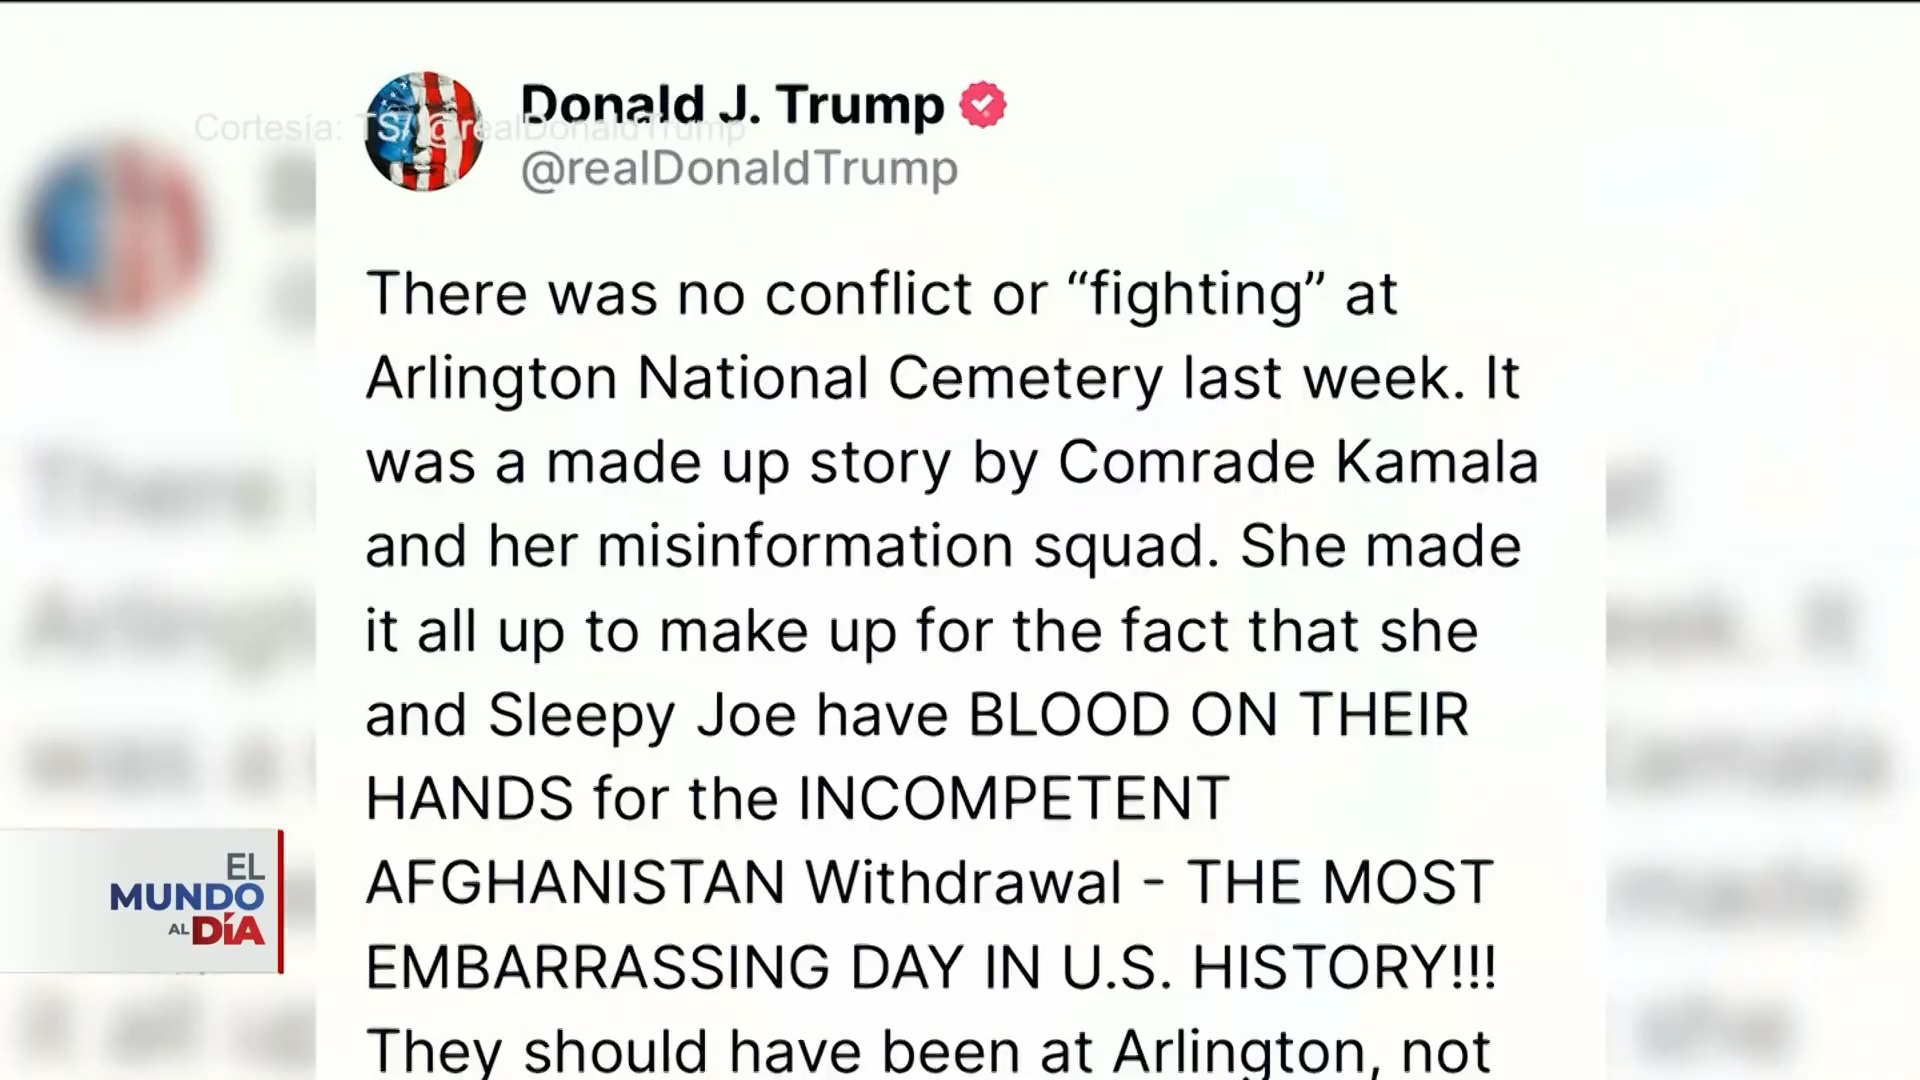 Donald J. Trump
Cortesía: TS/ @realDonaldTrump
@realDonaldTrump
There was no conflict or “fighting” at
Arlington National Cemetery last week. It
was a made up story by Comrade Kamala
and her misinformation squad. She made
it all up to make up for the fact that she
and Sleepy Joe have BLOOD ON THEIR
HANDS for the INCOMPETENT
AFGHANISTAN Withdrawal - THE MOST
EMBARRASSING DAY IN U.S. HISTORY!!!
They should have been at Arlington, not
EL
MUNDO
AL DÍA